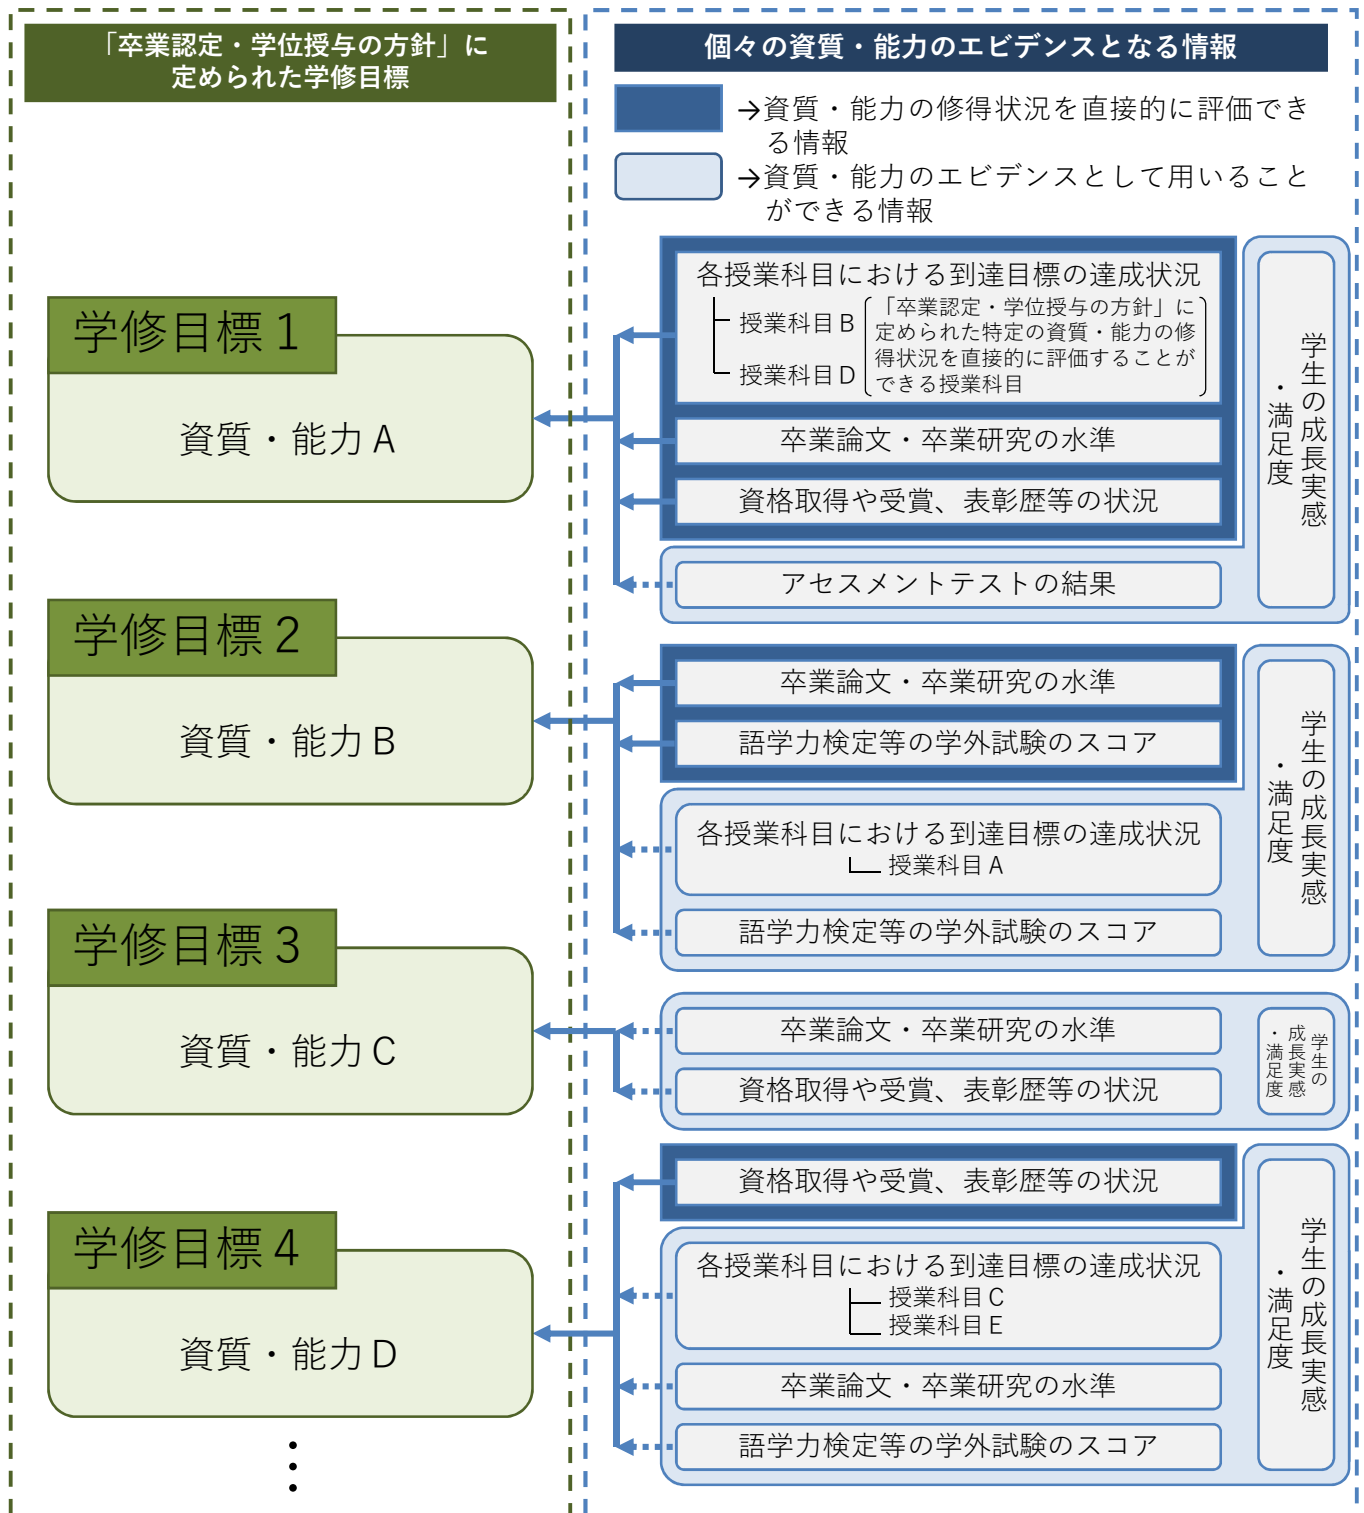 「卒業認定・学位授与の方針」に
定められた学修目標
学修目標１
資質・能力Ａ
学修目標２
資質・能力Ｂ
学修目標３
資質・能力Ｃ
学修目標４
資質・能力Ｄ
・
・
・
個々の資質・能力のエビデンスとなる情報
→資質・能力の修得状況を直接的に評価でき
る情報
→資質・能力のエビデンスとして用いること
ができる情報
各授業科目における到達目標の達成状況
授業科目Ｂ
授業科目Ｄ
「卒業認定・学位授与の方針」に
定められた特定の資質・能力の修
得状況を直接的に評価することが
できる授業科目
卒業論文・卒業研究の水準
資格取得や受賞、表彰歴等の状況
アセスメントテストの結果
学生の成長実感
・満足度
卒業論文・卒業研究の水準
語学力検定等の学外試験のスコア
各授業科目における到達目標の達成状況
授業科目Ａ
語学力検定等の学外試験のスコア
学生の成長実感
・満足度
卒業論文・卒業研究の水準
資格取得や受賞、表彰歴等の状況
学生の
成長実感
・満足度
資格取得や受賞、表彰歴等の状況
各授業科目における到達目標の達成状況
授業科目Ｃ
授業科目Ｅ
卒業論文・卒業研究の水準
語学力検定等の学外試験のスコア
学生の成長実感
・満足度